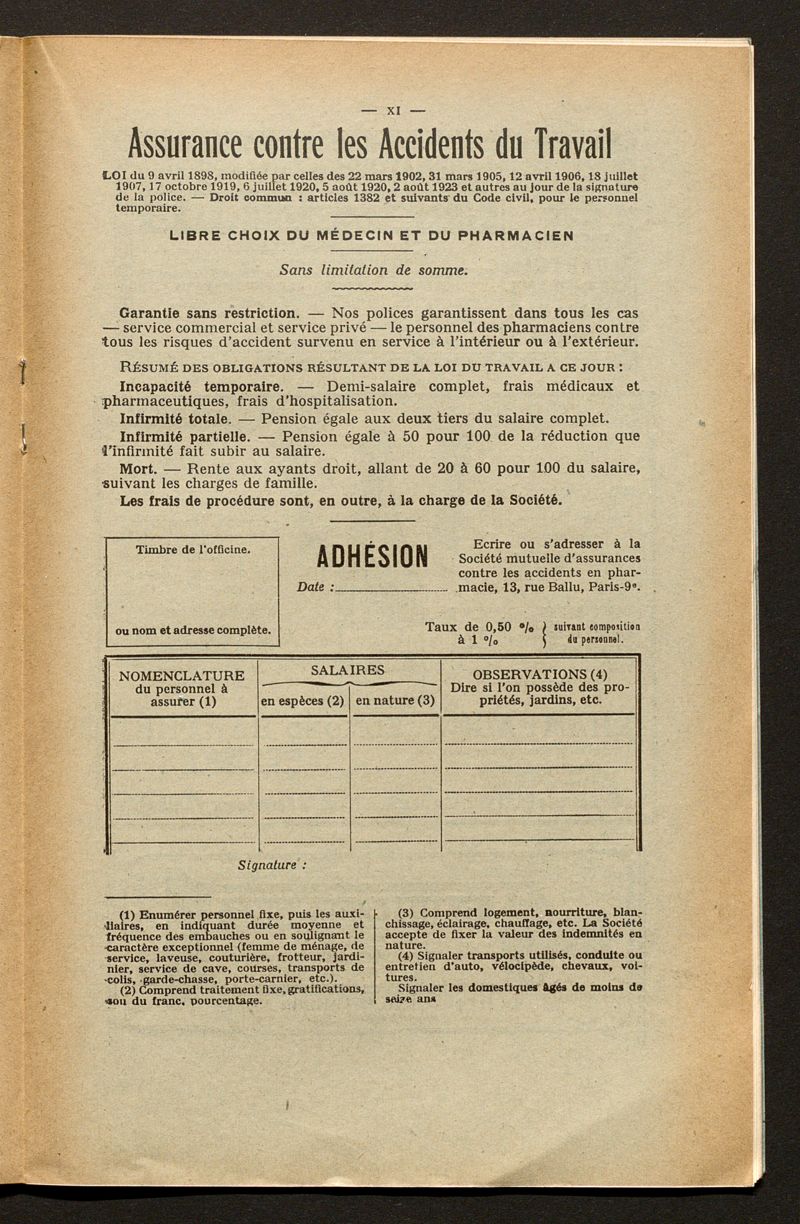 — XI —
Assurance contre les Accidents du Travail
LOI du 9 avril 1898, modifiée par celles des 22 mars 1902, 31 mars 1905, 12 avril 1906, 18 juillet
1907, 17 octobre 1919, 6 juillet 1920, 5 août 1920, 2 août 1923 et autres au jour de la signature
de la police. — Droit commun : articles 1382 et suivants du Code civil, pour le personnel
temporaire.
LIBRE CHOIX DU MÉDECIN ET DU PHARMACIEN
Sans limitation de somme.
Garantie sans restriction. — Nos polices garantissent dans tous les cas
— service commercial et service privé — le personnel des pharmaciens contre
tous les risques d'accident survenu en service à l'intérieur ou à l'extérieur.
RÉSUMÉ DES OBLIGATIONS RÉSULTANT DE LA LOI DU TRAVAIL A CE JOUR :
Incapacité temporaire. — Demi-salaire complet, frais médicaux et
pharmaceutiques, frais d'hospitalisation.
Infirmité totale. — Pension égale aux deux tiers du salaire complet.
Infirmité partielle. — Pension égale à 50 pour 100 de la réduction que
l'infirmité fait subir au salaire.
Mort. — Rente aux ayants droit, allant de 20 à 60 pour 100 du salaire,
suivant les charges de famille.
Les frais de procédure sont, en outre, à la charge de la Société.
Timbre de l'officine.
ou nom et adresse complète.
ADHÉSION
Date :
Ecrire ou s'adresser à la
Société mutuelle d'assurances
contre les accidents en phar-
macie, 13, rue Ballu, Paris-9e.
Taux de 0,50 % } suivant composition
à 1 % } du personnel.
NOMENCLATURE
du personnel à
assurer (1)
SALAIRES
en espèces (2)
en nature (3)
OBSERVATIONS (4)
Dire si l'on possède des pro-
priétés, jardins, etc.
Signature :
(1) Enumérer personnel fixe, puis les auxi-
liaires, en indiquant durée moyenne et
fréquence des embauches ou en soulignant le
caractère exceptionnel (femme de ménage, de
service, laveuse, couturière, frotteur, jardi-
nier, service de cave, courses, transports de
colis, garde-chasse, porte-carnier, etc.).
(2) Comprend traitement fixe, gratifications,
sou du franc, pourcentage.
(3) Comprend logement, nourriture, blan-
chissage, éclairage, chauffage, etc. La Société
accepte de fixer la valeur des indemnités en
nature.
(4) Signaler transports utilisés, conduite ou
entretien d'auto, vélocipède, chevaux, voi-
tures.
Signaler les domestiques âgés de moins de
seize ans